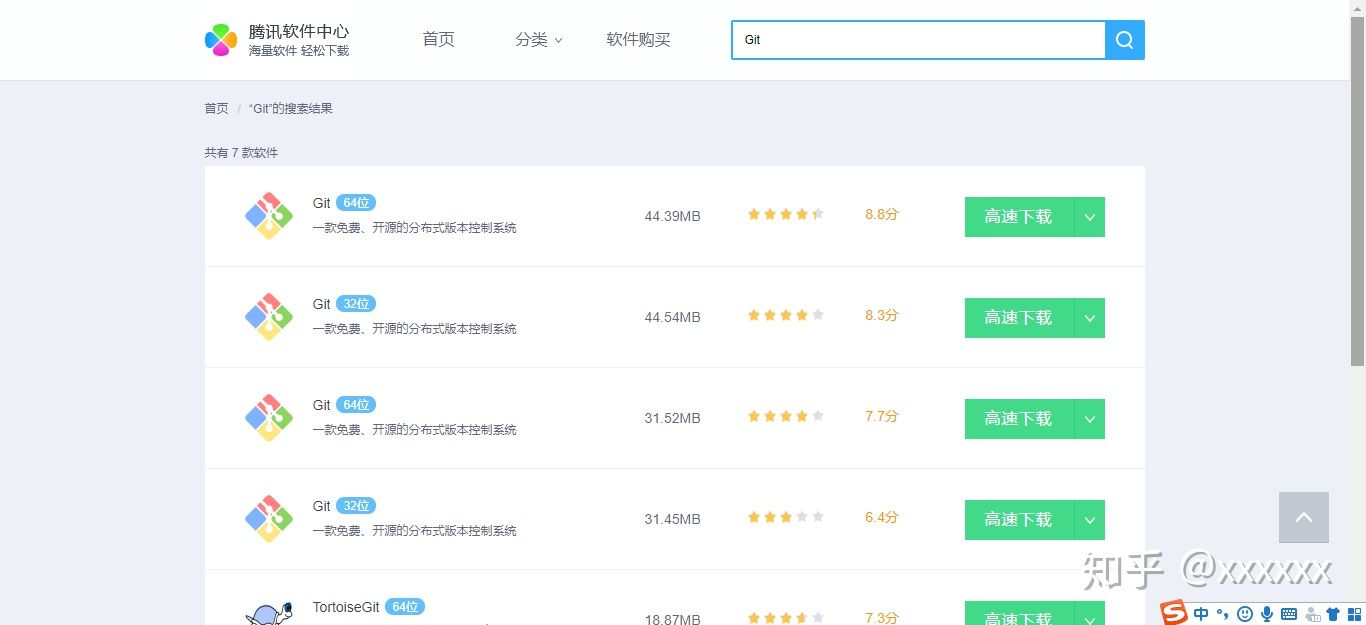 腾讯软件中心
海量软件 轻松下载
首页
分类
软件购买
Git
首页 / “Git”的搜索结果
共有 7 款软件
Git 64位
一款免费、开源的分布式版本控制系统
44.39MB
8.8分
高速下载
Git 32位
一款免费、开源的分布式版本控制系统
44.54MB
8.3分
高速下载
Git 64位
一款免费、开源的分布式版本控制系统
31.52MB
7.7分
高速下载
Git 32位
一款免费、开源的分布式版本控制系统
31.45MB
6.4分
高速下载
TortoiseGit 64位
18.87MB
7.3分
高速下载
知乎 @xxxxxx
S 中